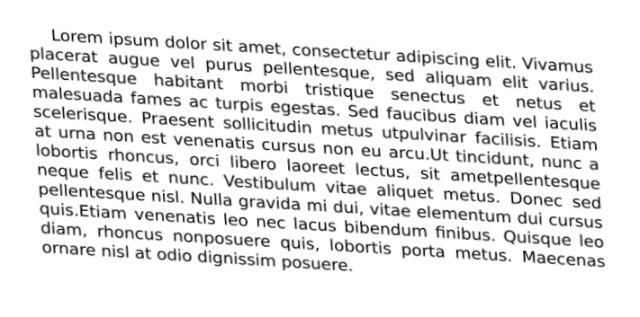 Lorem ipsum dolor sit amet, consectetur adipiscing elit. Vivamus
placerat augue vel purus pellentesque, sed aliquam elit varius.
Pellentesque habitant morbi tristique senectus et netus et
malesuada fames ac turpis egestas. Sed faucibus diam vel iaculis
scelerisque. Praesent sollicitudin metus utpulvinar facilisis. Etiam
at urna non est venenatis cursus non eu arcu.Ut tincidunt, nunc a
lobortis rhoncus, orci libero laoreet lectus, sit ametpellentesque
neque felis et nunc. Vestibulum vitae aliquet metus. Donec sed
pellentesque nisl. Nulla gravida mi dui, vitae elementum dui cursus
quis.Etiam venenatis leo nec lacus bibendum finibus. Quisque leo
diam, rhoncus nonposuere quis, lobortis porta metus. Maecenas
ornare nisl at odio dignissim posuere.